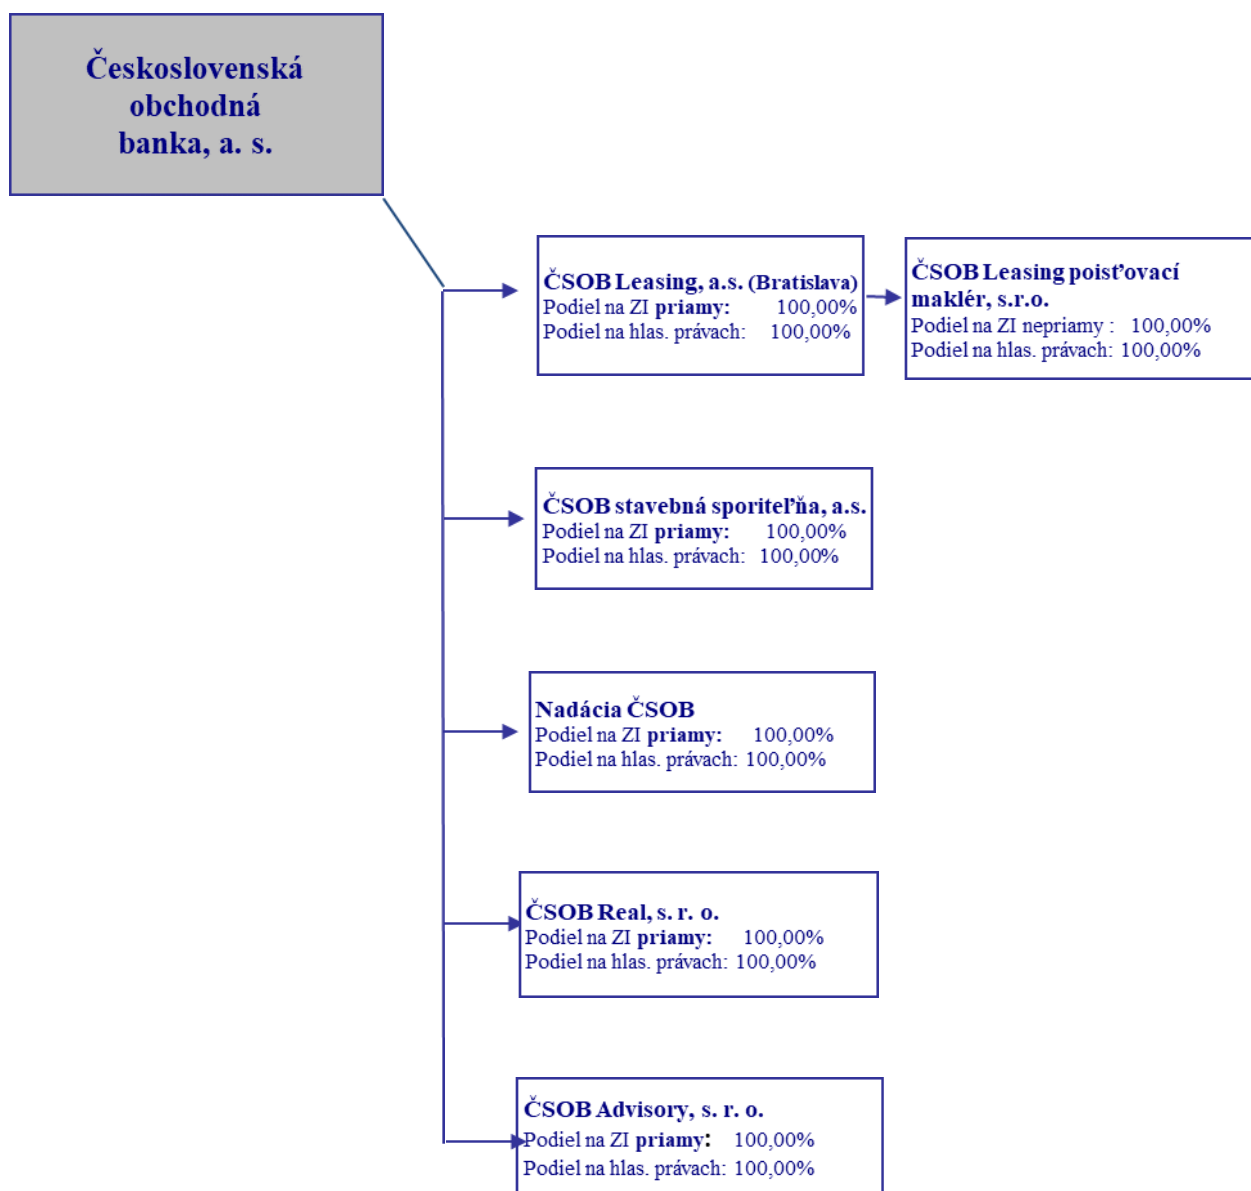 Československá
obchodná
banka, a. s.
ČSOB Leasing, a.s. (Bratislava)
Podiel na ZI priamy: 100,00%
Podiel na hlas. právach: 100,00%
ČSOB Leasing poisťovací
maklér, s.r.o.
Podiel na ZI nepriamy : 100,00%
Podiel na hlas. právach: 100,00%
ČSOB stavebná sporiteľňa, a.s.
Podiel na ZI priamy: 100,00%
Podiel na hlas. právach: 100,00%
Nadácia ČSOB
Podiel na ZI priamy: 100,00%
Podiel na hlas. právach: 100,00%
ČSOB Real, s. r. o.
Podiel na ZI priamy: 100,00%
Podiel na hlas. právach: 100,00%
ČSOB Advisory, s. r. o.
Podiel na ZI priamy: 100,00%
Podiel na hlas. právach: 100,00%